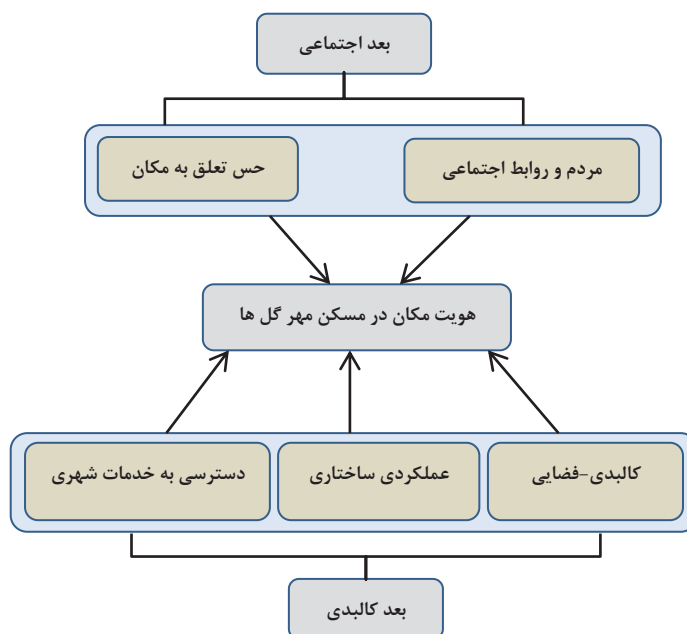 بعد اجتماعی
مردم و روابط اجتماعی
حس تعلق به مکان
هویت مکان در مسکن مهر گل ها
کالبدی-فضایی
عملکردی ساختاری
دسترسی به خدمات شهری
بعد کالبدی